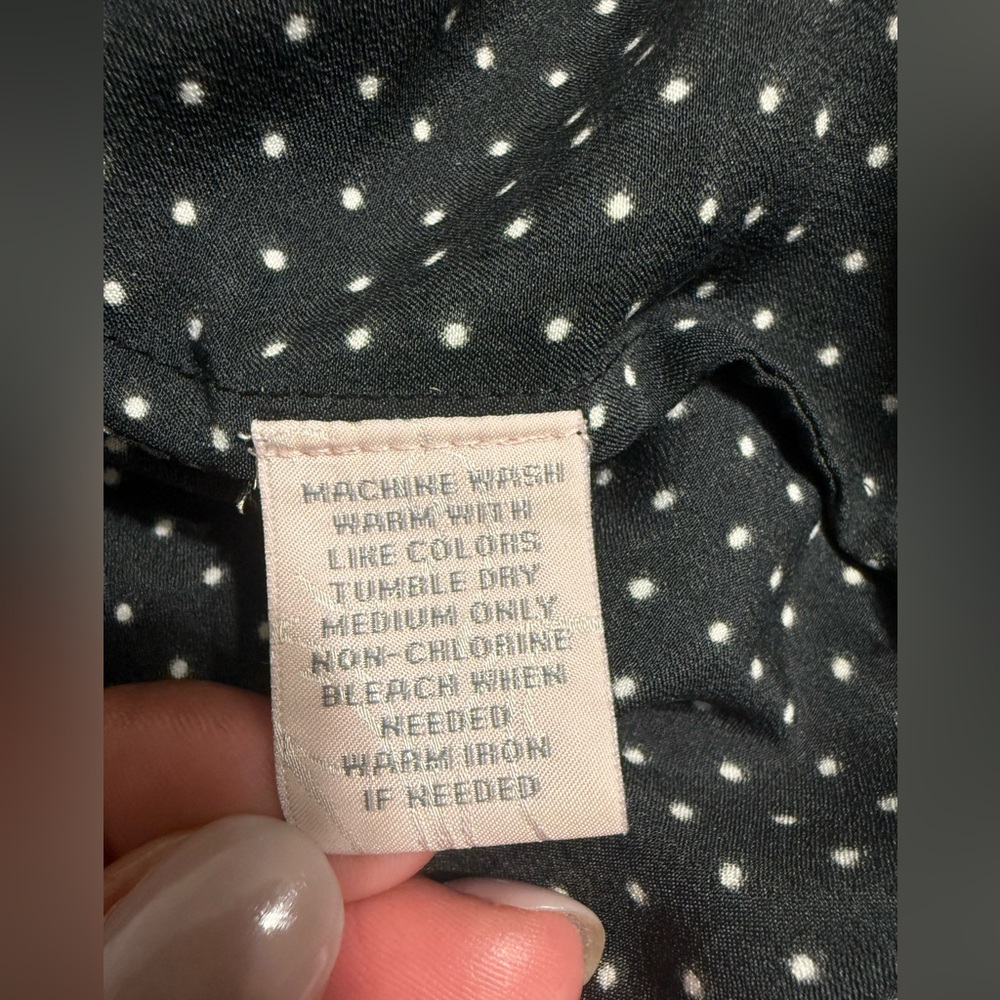 MACHINE WASH
WARM WITH
LIKE COLORS
TUMBLE DRY
MEDIUM ONLY
NON-CHLORINE
BLEACH WHEN
NEEDED
WARM IRON
IF NEEDED